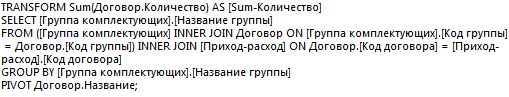 TRANSFORM Sum(Договор.Количество) AS [Sum-Количество]
SELECT [Группа комплектующих].[Название группы]
FROM ([Группа комплектующих] INNER JOIN Договор ON [Группа комплектующих].[Код группы]
= Договор.[Код группы]) INNER JOIN [Приход-расход] ON Договор.[Код договора] = [Приход-
расход].[Код договора]
GROUP BY [Группа комплектующих].[Название группы]
PIVOT Договор.Название;